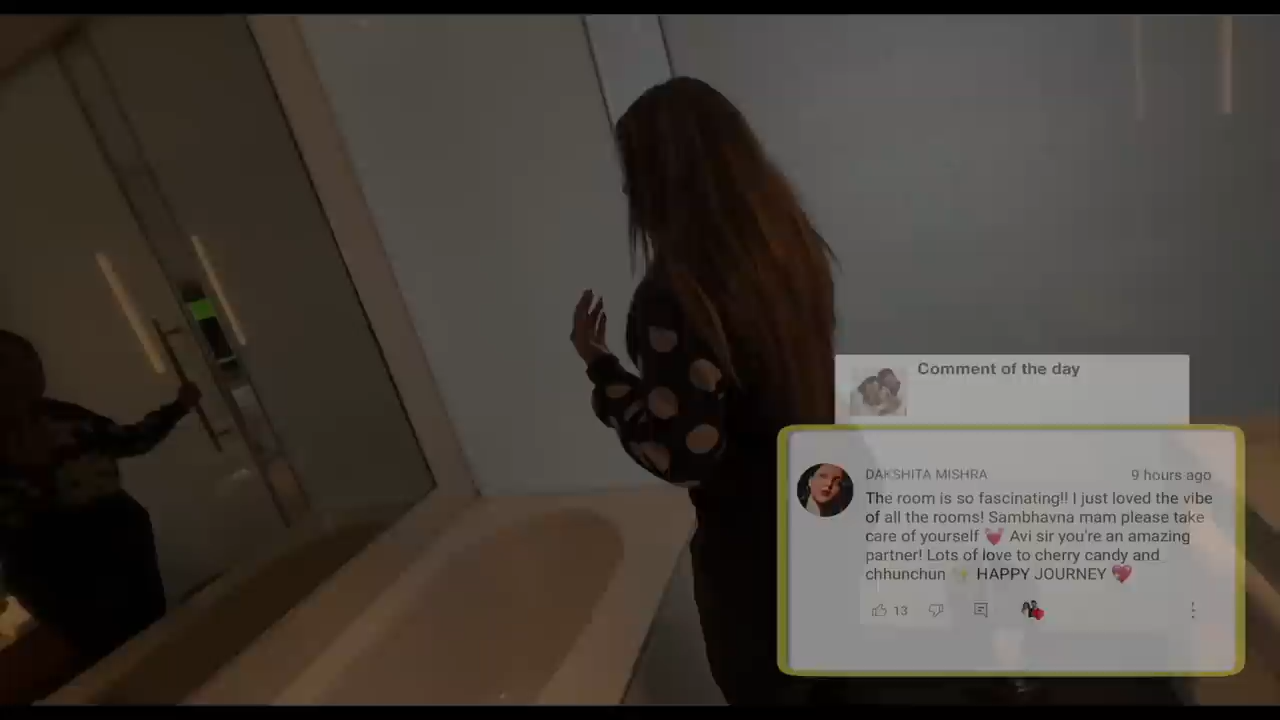 Comment of the day
DAKSHITA MISHRA 9 hours ago
The room is so fascinating!! I just loved the vibe
of all the rooms! Sambhavna mam please take
care of yourself 💓 Avi sir you're an amazing
partner! Lots of love to cherry candy and
chhunchun ✨ HAPPY JOURNEY 💖
13